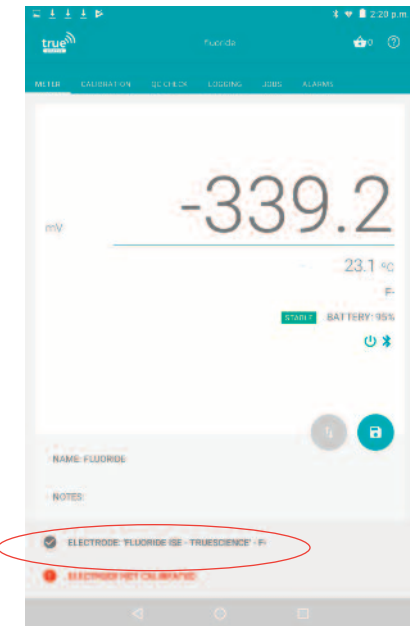 2:20 p.m.
true
fluoride
0
METER CALIBRATION QC CHECK LOGGING JOBS ALARMS
-339.2
mV
23.1 ºC
F-
STABLE BATTERY: 95%
NAME: FLUORIDE
NOTES:
ELECTRODE: 'FLUORIDE ISE - TRUESCIENCE' - F-
ELECTRODE NOT CALIBRATED